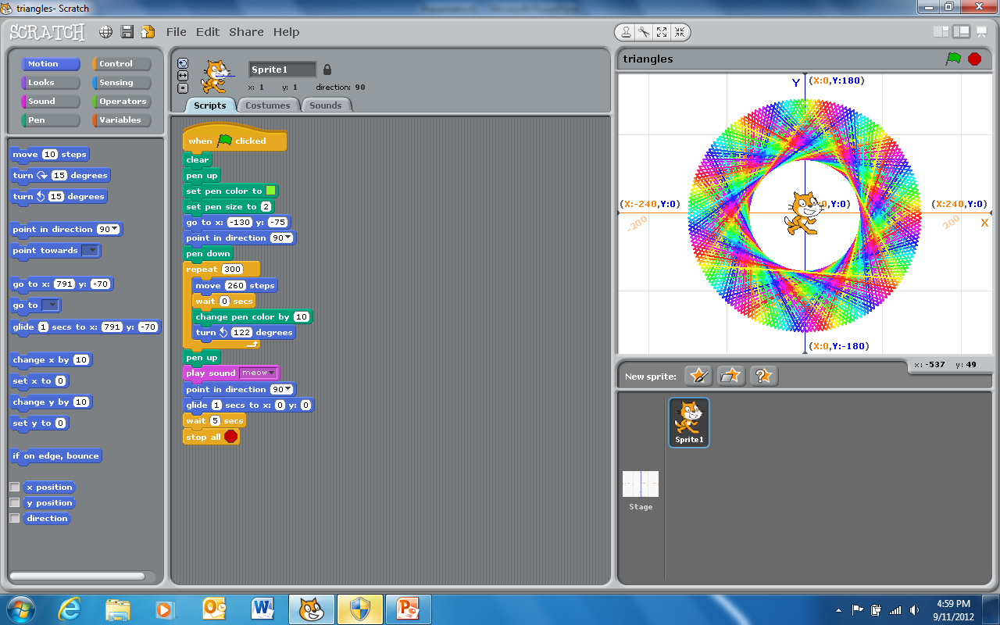 triangles- Scratch
SCRATCH
File Edit Share Help
Motion
Control
Looks
Sensing
Sound
Operators
Pen
Variables
move 10 steps
turn 15 degrees
turn 15 degrees
point in direction 90
point towards
go to x: 791 y: -70
go to
glide 1 secs to x: 791 y: -70
change x by 10
set x to 0
change y by 10
set y to 0
if on edge, bounce
x position
y position
direction
Sprite1
x: 1 y: 1 direction: 90
Scripts Costumes Sounds
when clicked
clear
pen up
set pen color to
set pen size to 2
go to x: -130 y: -75
point in direction 90
pen down
repeat 300
move 260 steps
wait 0 secs
change pen color by 10
turn 122 degrees
pen up
play sound meow
point in direction 90
glide 1 secs to x: 0 y: 0
wait 5 secs
stop all
triangles
Y (X:0,Y:180)
(X:-240,Y:0)
,Y:0)
(X:240,Y:0)
-200
200
X
(X:0,Y:-180)
x: -537 y: 49
New sprite:
Sprite1
Stage
4:59 PM
9/11/2012